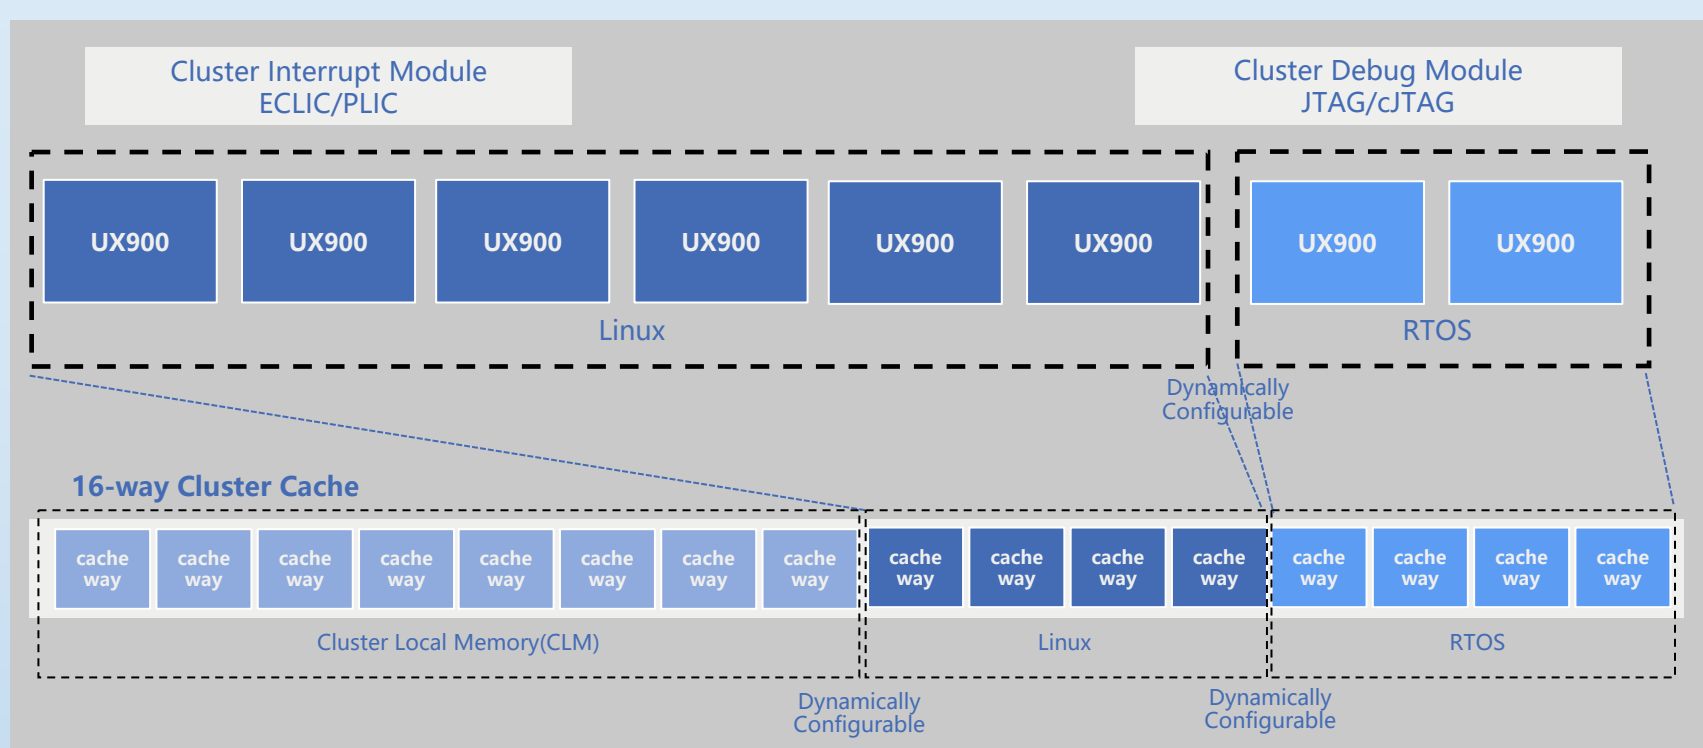 Cluster Interrupt Module
ECLIC/PLIC
Cluster Debug Module
JTAG/cJTAG
UX900
UX900
UX900
UX900
UX900
UX900
UX900
UX900
Linux
RTOS
Dynamically
Configurable
16-way Cluster Cache
cache
way
cache
way
cache
way
cache
way
cache
way
cache
way
cache
way
cache
way
cache
way
cache
way
cache
way
cache
way
cache
way
cache
way
cache
way
cache
way
Cluster Local Memory(CLM)
Linux
RTOS
Dynamically
Configurable
Dynamically
Configurable